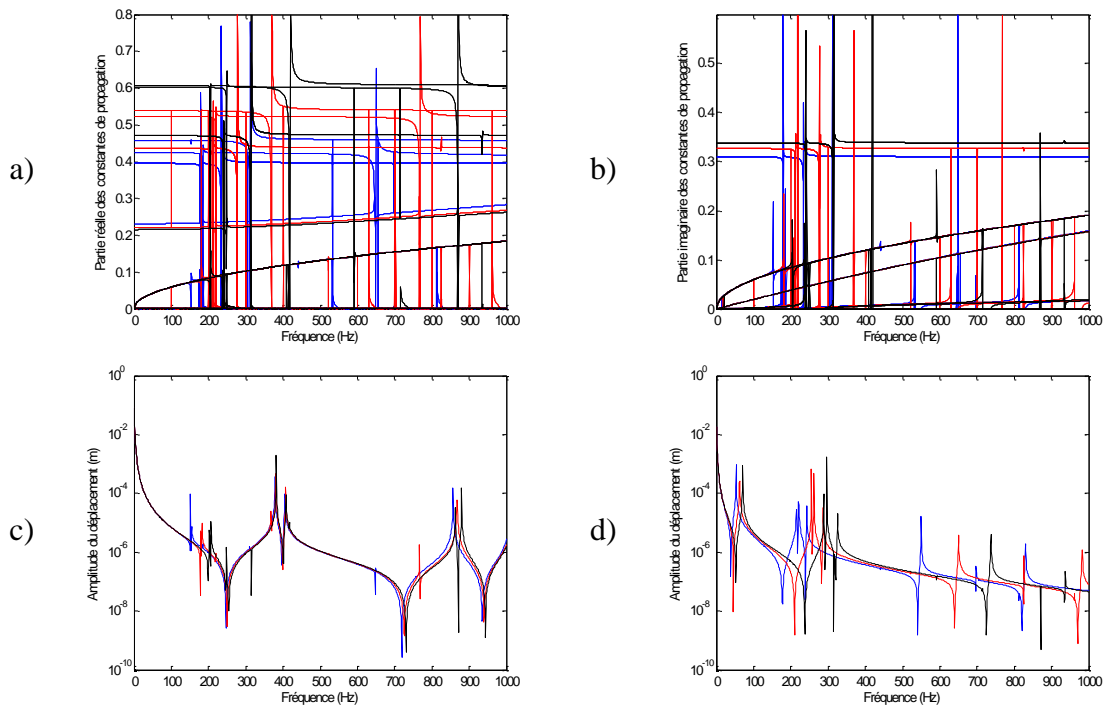 a)
Partie réelle des constantes de propagation
0.8
0.7
0.6
0.5
0.4
0.3
0.2
0.1
0
0 100 200 300 400 500 600 700 800 900 1000
Fréquence (Hz)
b)
Partie imaginaire des constantes de propagation
0.5
0.4
0.3
0.2
0.1
0
0 100 200 300 400 500 600 700 800 900 1000
Fréquence (Hz)
c)
Amplitude du déplacement (m)
10^0
10^-2
10^-4
10^-6
10^-8
10^-10
0 100 200 300 400 500 600 700 800 900 1000
Fréquence (Hz)
d)
Amplitude du déplacement (m)
10^0
10^-2
10^-4
10^-6
10^-8
10^-10
0 100 200 300 400 500 600 700 800 900 1000
Fréquence (Hz)